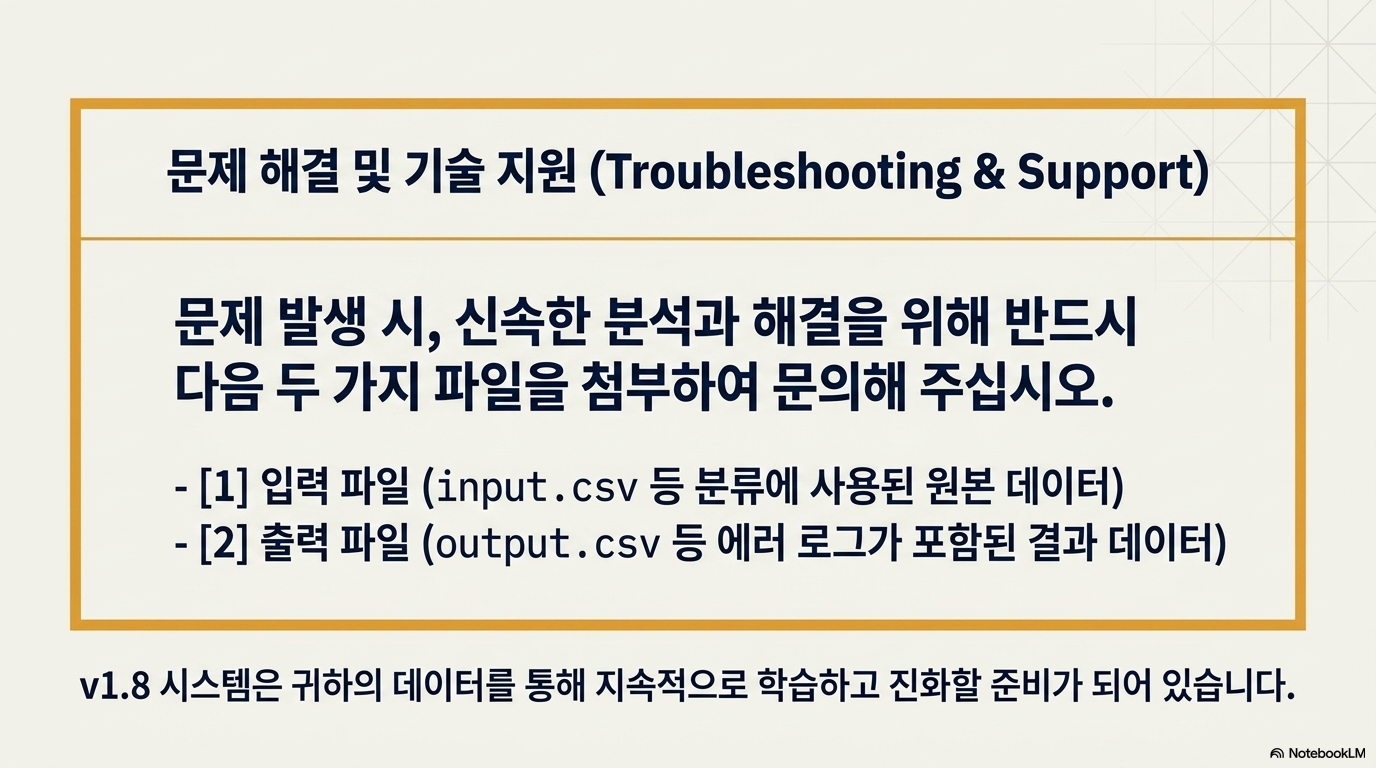 문제 해결 및 기술 지원 (Troubleshooting & Support)
문제 발생 시, 신속한 분석과 해결을 위해 반드시
다음 두 가지 파일을 첨부하여 문의해 주십시오.
- [1] 입력 파일 (input.csv 등 분류에 사용된 원본 데이터)
- [2] 출력 파일 (output.csv 등 에러 로그가 포함된 결과 데이터)
v1.8 시스템은 귀하의 데이터를 통해 지속적으로 학습하고 진화할 준비가 되어 있습니다.
NotebookLM